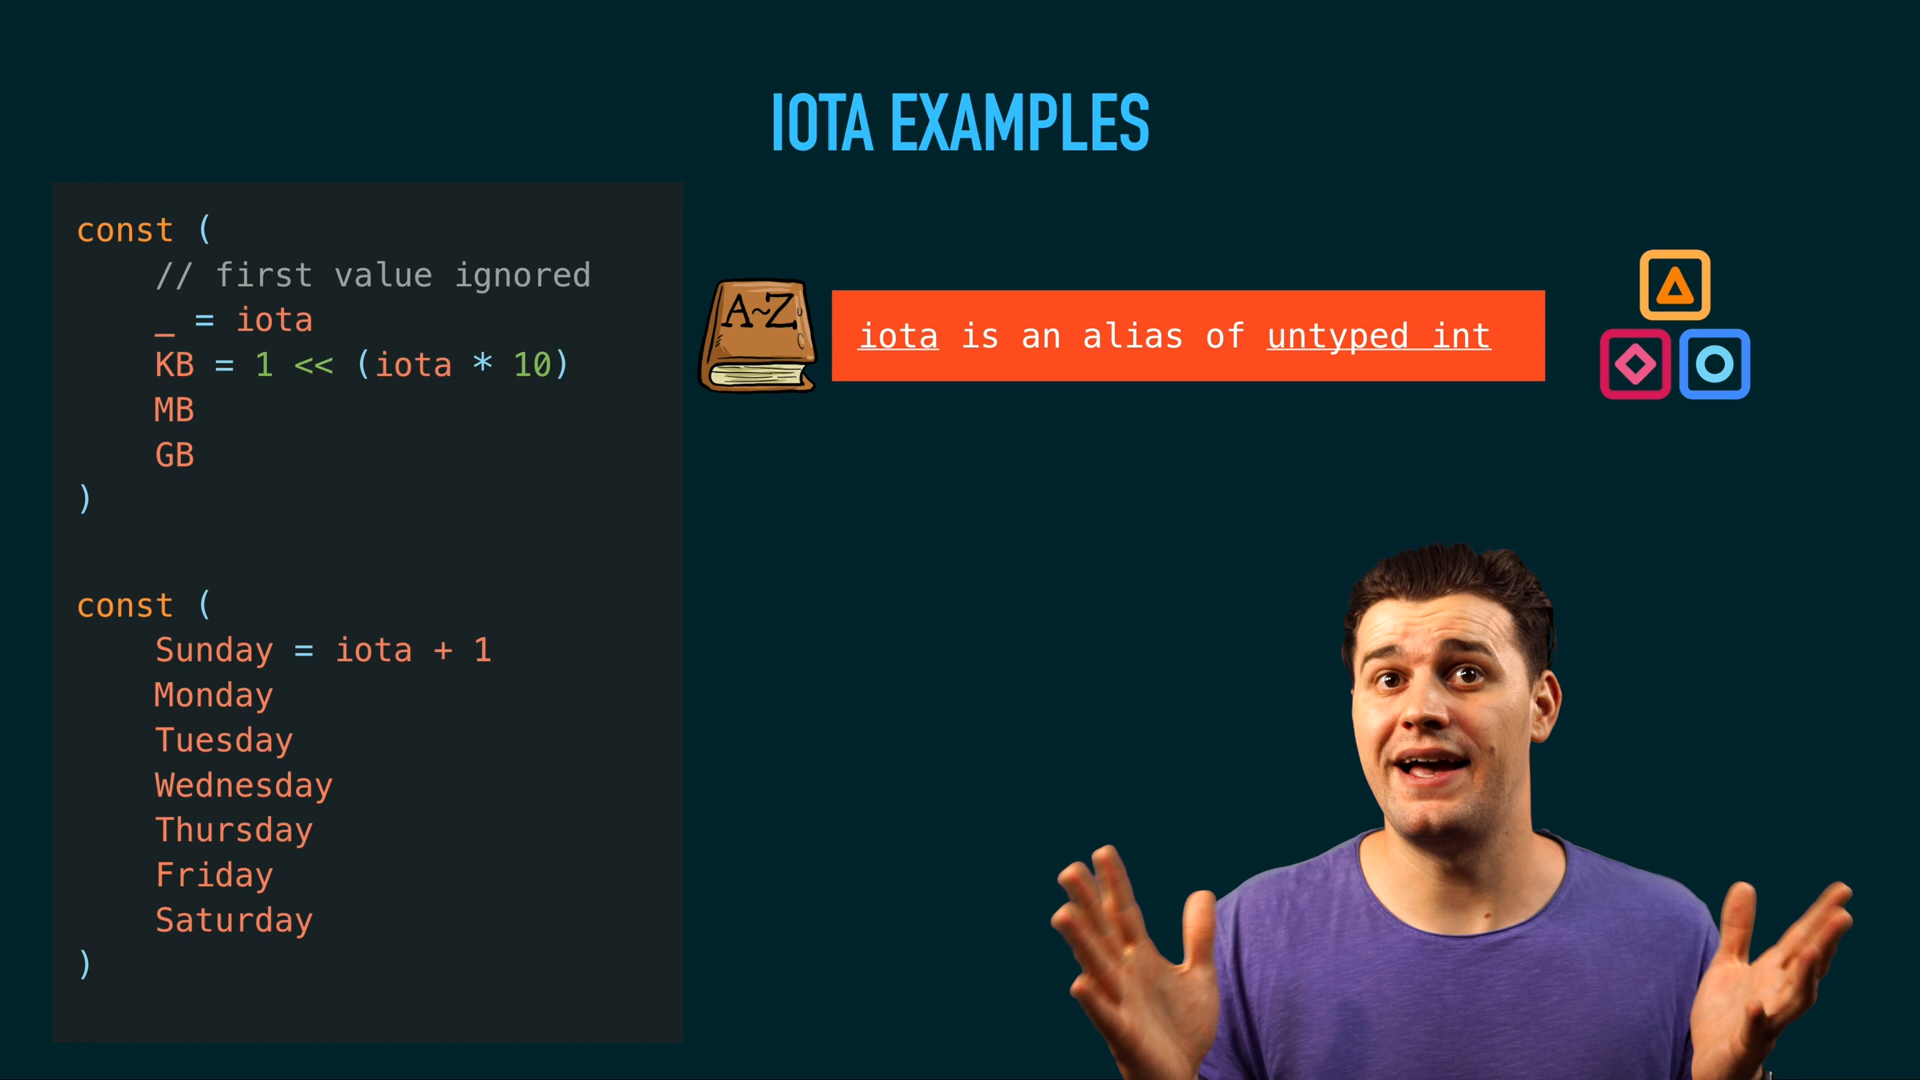 IOTA EXAMPLES
const (
// first value ignored
_ = iota
KB = 1 << (iota * 10)
MB
GB
)
const (
Sunday = iota + 1
Monday
Tuesday
Wednesday
Thursday
Friday
Saturday
)
A~Z
iota is an alias of untyped int